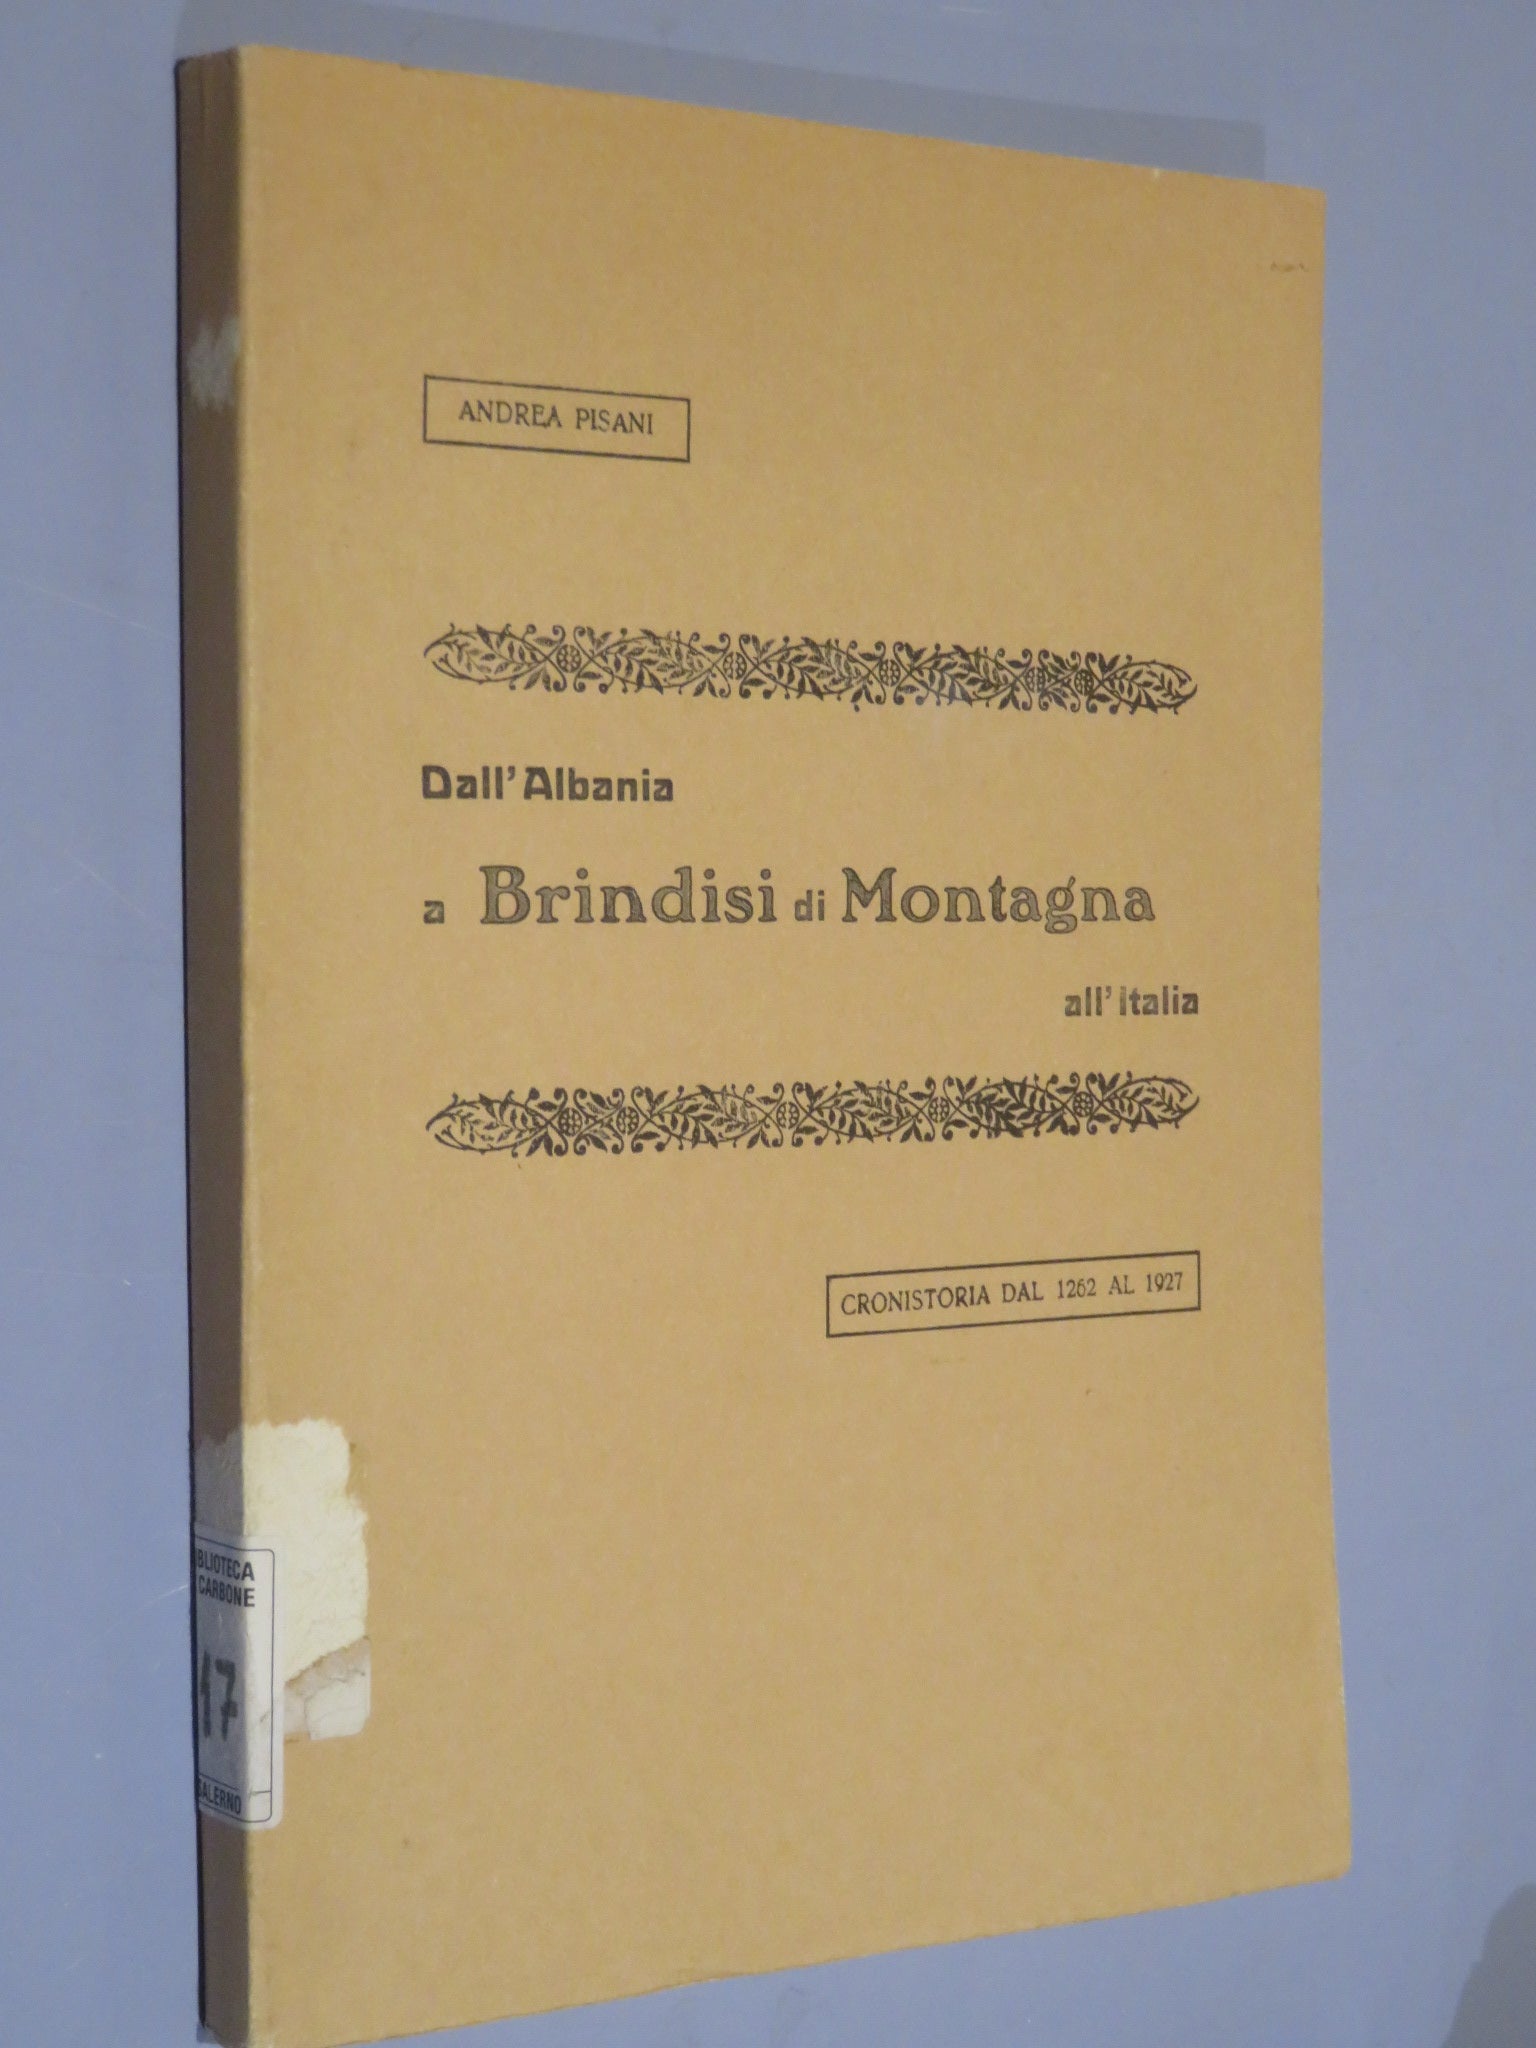 ANDREA PISANI
Dall'Albania
a Brindisi di Montagna
all'Italia
CRONISTORIA DAL 1262 AL 1927
BLIOTECA
CARBONE
17
SALERNO